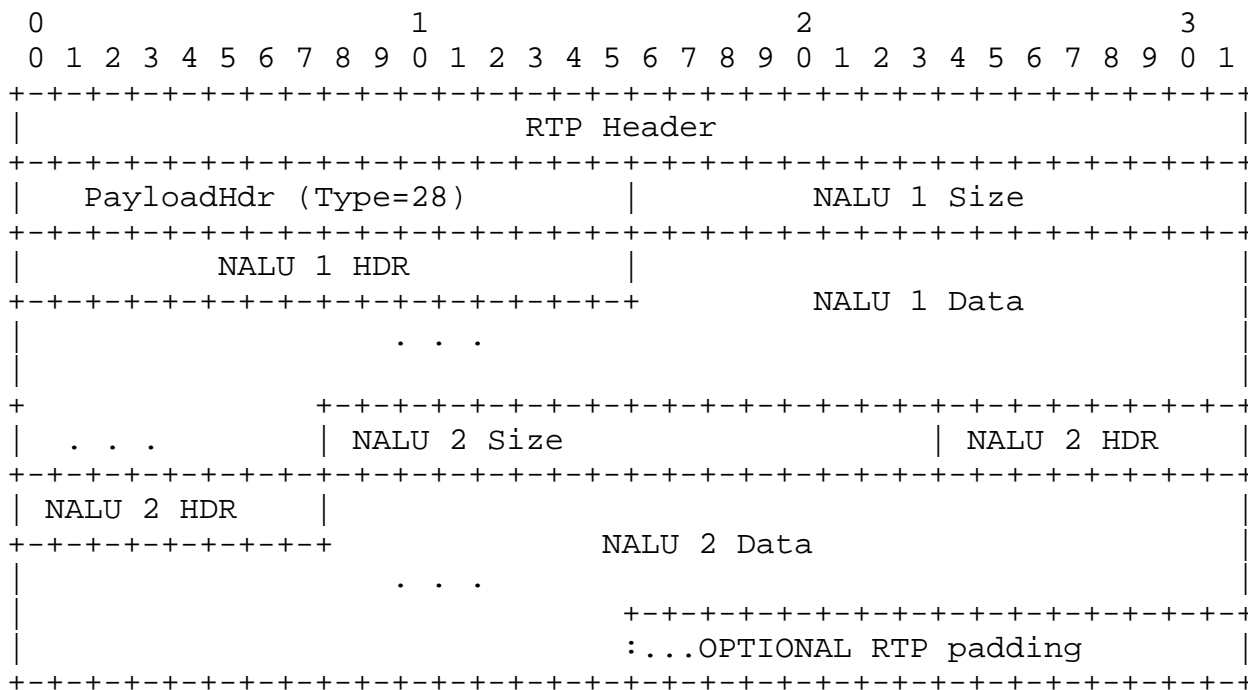 0                   1                   2                   3
 0 1 2 3 4 5 6 7 8 9 0 1 2 3 4 5 6 7 8 9 0 1 2 3 4 5 6 7 8 9 0 1
+-+-+-+-+-+-+-+-+-+-+-+-+-+-+-+-+-+-+-+-+-+-+-+-+-+-+-+-+-+-+-+-+
|                          RTP Header                           |
+-+-+-+-+-+-+-+-+-+-+-+-+-+-+-+-+-+-+-+-+-+-+-+-+-+-+-+-+-+-+-+-+
|   PayloadHdr (Type=28)        |         NALU 1 Size           |
+-+-+-+-+-+-+-+-+-+-+-+-+-+-+-+-+-+-+-+-+-+-+-+-+-+-+-+-+-+-+-+-+
|          NALU 1 HDR           |                               |
+-+-+-+-+-+-+-+-+-+-+-+-+-+-+-+-+         NALU 1 Data           |
|                   . . .                                       |
|                                                               |
+               +-+-+-+-+-+-+-+-+-+-+-+-+-+-+-+-+-+-+-+-+-+-+-+-+
|  . . .        | NALU 2 Size                   | NALU 2 HDR    |
+-+-+-+-+-+-+-+-+-+-+-+-+-+-+-+-+-+-+-+-+-+-+-+-+-+-+-+-+-+-+-+-+
| NALU 2 HDR    |                                               |
+-+-+-+-+-+-+-+-+              NALU 2 Data                      |
|                   . . .                                       |
|                               +-+-+-+-+-+-+-+-+-+-+-+-+-+-+-+-+
|                               :...OPTIONAL RTP padding        |
+-+-+-+-+-+-+-+-+-+-+-+-+-+-+-+-+-+-+-+-+-+-+-+-+-+-+-+-+-+-+-+-+